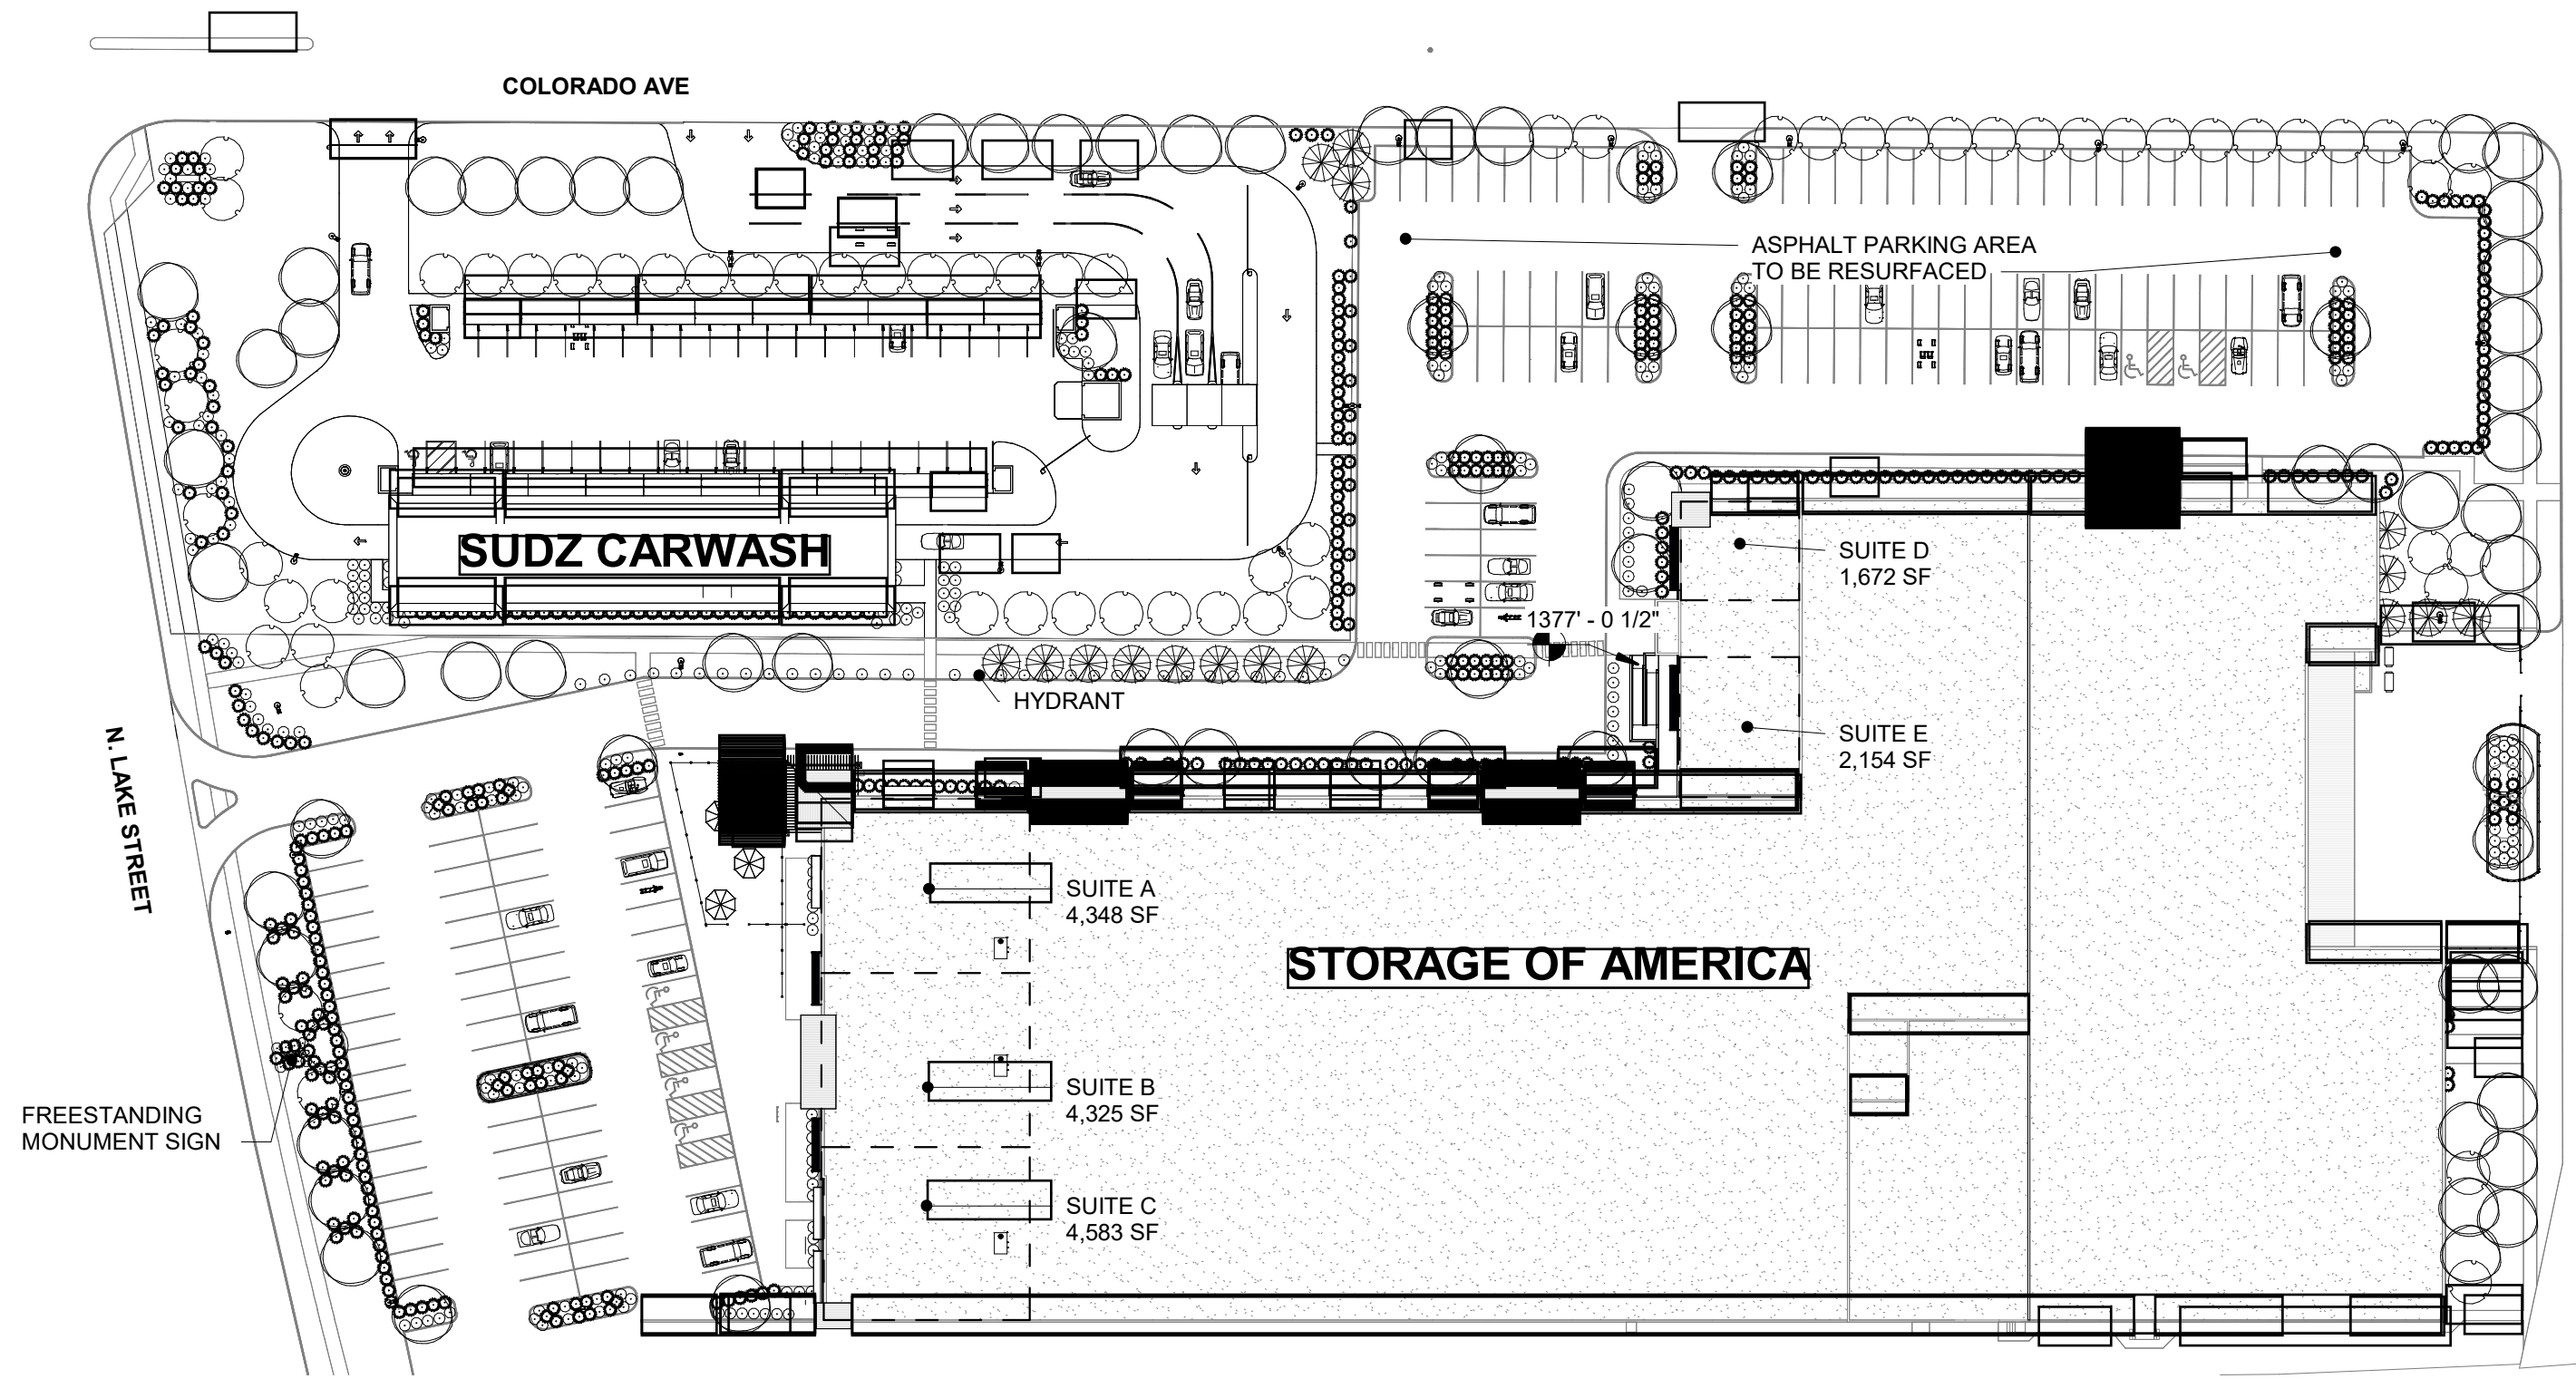 COLORADO AVE
ASPHALT PARKING AREA
TO BE RESURFACED
SUDZ CARWASH
SUITE D
1,672 SF
1377' - 0 1/2"
HYDRANT
SUITE E
2,154 SF
N. LAKE STREET
SUITE A
4,348 SF
STORAGE OF AMERICA
SUITE B
4,325 SF
FREESTANDING
MONUMENT SIGN
SUITE C
4,583 SF